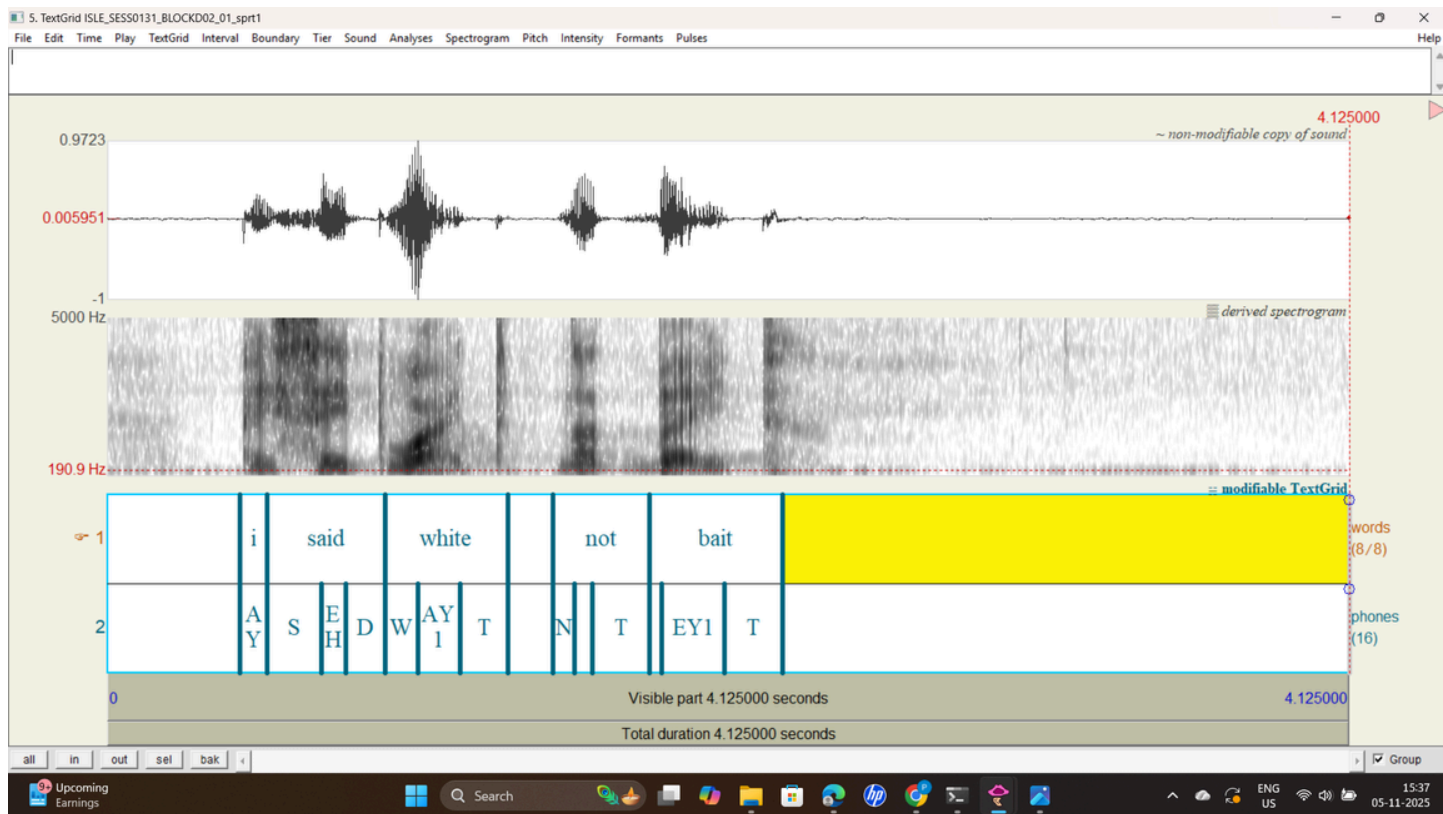 5. TextGrid ISLE_SESS0131_BLOCKD02_01_sprt1
File Edit Time Play TextGrid Interval Boundary Tier Sound Analyses Spectrogram Pitch Intensity Formants Pulses Help
4.125000
0.9723
~ non-modifiable copy of sound
0.005951
-1
5000 Hz
derived spectrogram
190.9 Hz
modifiable TextGrid
1 i said white not bait words
(8/8)
2 AY S EH D W AY1 T N T EY1 T phones
(16)
0 Visible part 4.125000 seconds 4.125000
Total duration 4.125000 seconds
all in out sel bak Group
9+ Upcoming
Earnings
Search
ENG
US
15:37
05-11-2025